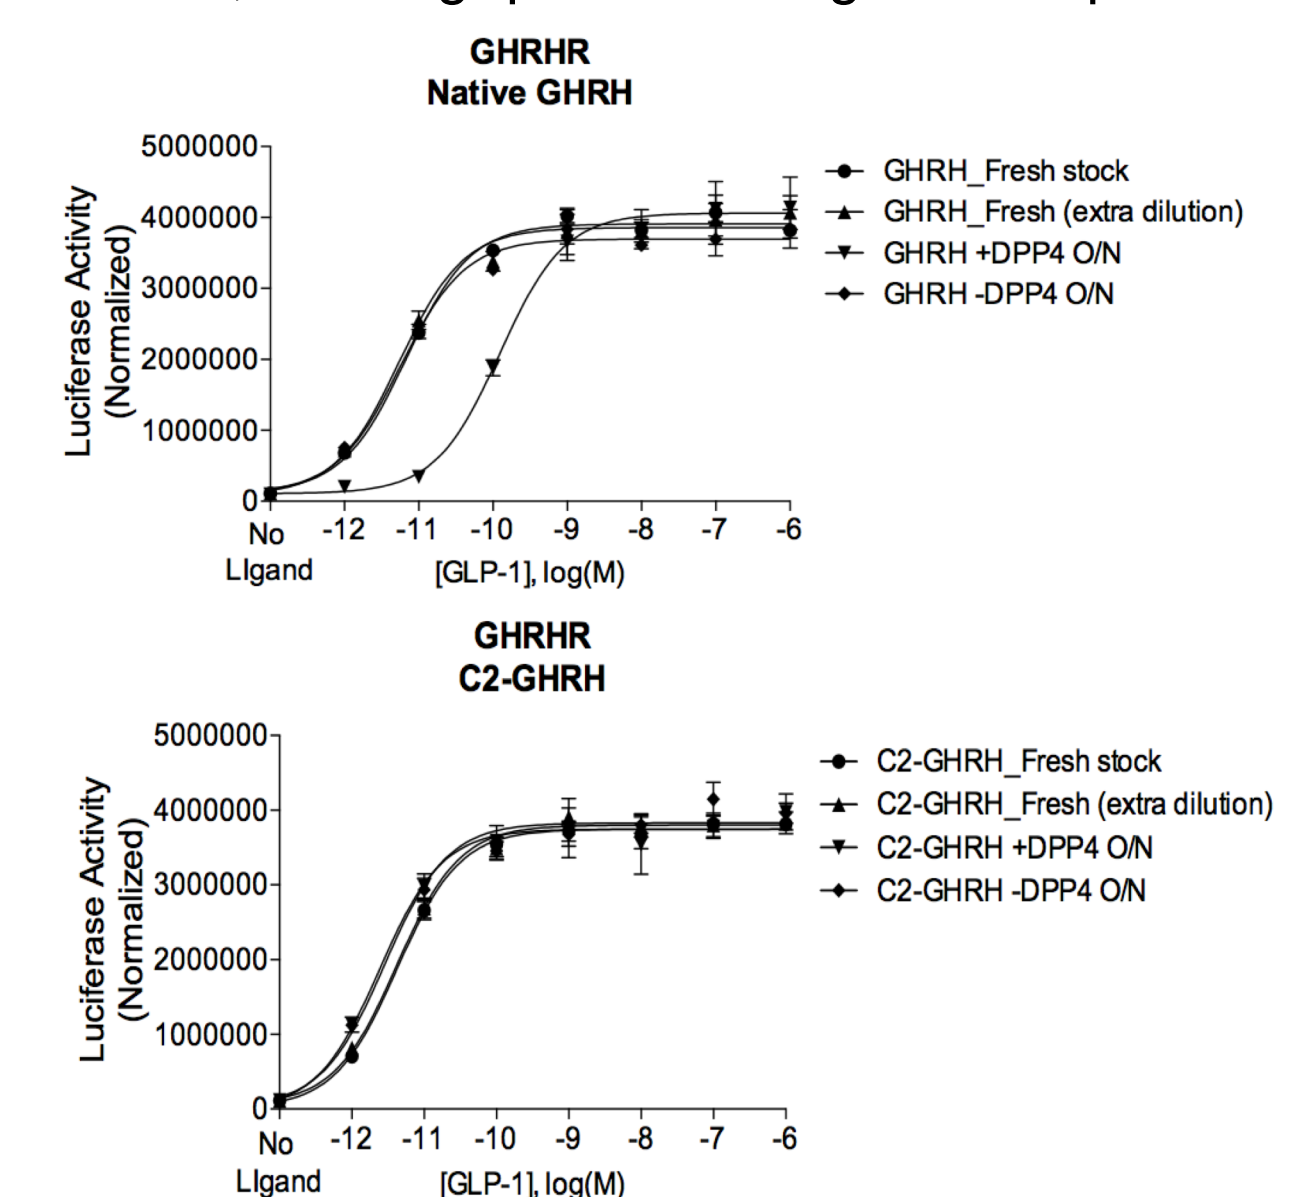 GHRHR
Native GHRH
5000000
4000000
3000000
2000000
1000000
0
Luciferase Activity
(Normalized)
No
LIgand
-12
-11
-10
-9
-8
-7
-6
[GLP-1], log(M)
GHRH_Fresh stock
GHRH_Fresh (extra dilution)
GHRH +DPP4 O/N
GHRH -DPP4 O/N
GHRHR
C2-GHRH
5000000
4000000
3000000
2000000
1000000
0
Luciferase Activity
(Normalized)
No
LIgand
-12
-11
-10
-9
-8
-7
-6
[GLP-1], log(M)
C2-GHRH_Fresh stock
C2-GHRH_Fresh (extra dilution)
C2-GHRH +DPP4 O/N
C2-GHRH -DPP4 O/N